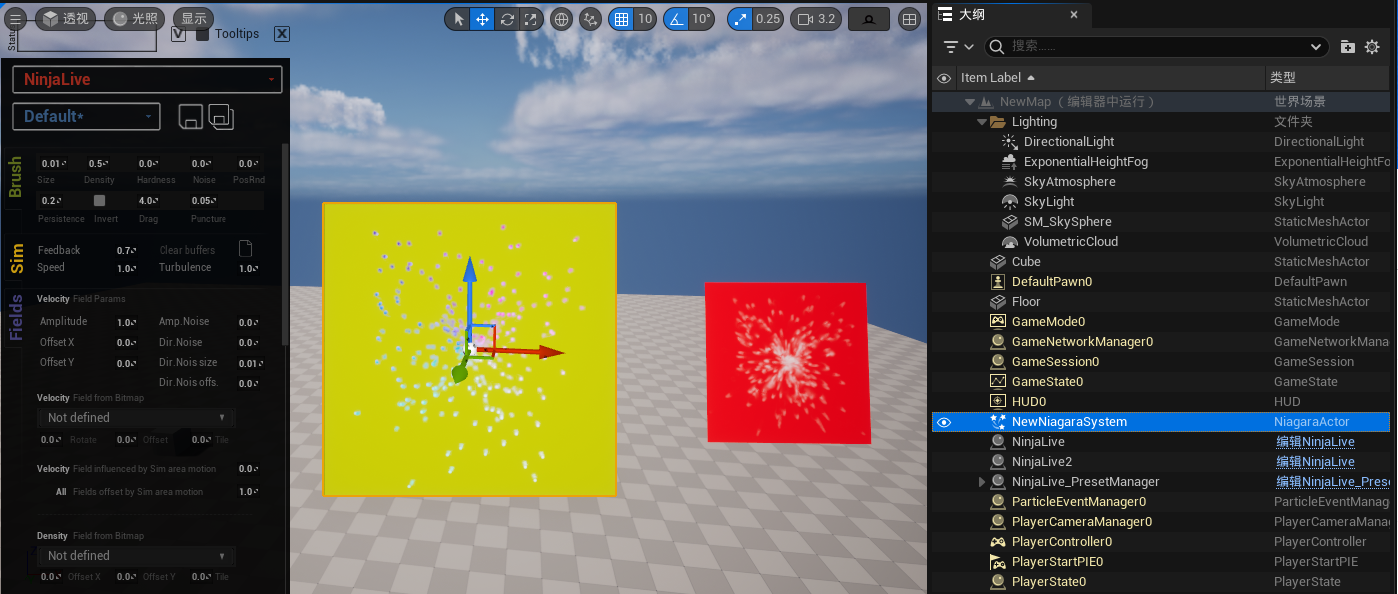 透视
光照
显示
10
10°
0.25
3.2
Tooltips
NinjaLive
Default*
Brush
0.01
0.5
0.0
0.0
0.0
Size
Density
Hardness
Noise
PosRnd
0.2
4.0
0.05
Persistence
Invert
Drag
Puncture
Sim
Feedback
0.7
Clear buffers
Speed
1.0
Turbulence
1.0
Fields
Velocity Field Params
Amplitude
1.0
Amp.Noise
0.0
Offset X
0.0
Dir.Noise
0.0
Offset Y
0.0
Dir.Nois size
0.01
Dir.Nois offs.
0.0
Velocity Field from Bitmap
Not defined
0.0 Rotate 0.0 Offset 0.0 Tile
Velocity Field influenced by Sim area motion 0.0
All Fields offset by Sim area motion 1.0
Density Field from Bitmap
Not defined
0.0 Offset X 0.0 Offset Y 0.0 Tile
大纲
搜索……
Item Label
类型
NewMap（编辑器中运行）
世界场景
Lighting
文件夹
DirectionalLight
DirectionalLight
ExponentialHeightFog
ExponentialHeightFo
SkyAtmosphere
SkyAtmosphere
SkyLight
SkyLight
SM_SkySphere
StaticMeshActor
VolumetricCloud
VolumetricCloud
Cube
StaticMeshActor
DefaultPawn0
DefaultPawn
Floor
StaticMeshActor
GameMode0
GameMode
GameNetworkManager0
GameNetworkMana
GameSession0
GameSession
GameState0
GameState
HUD0
HUD
NewNiagaraSystem
NiagaraActor
NinjaLive
编辑NinjaLive
NinjaLive2
编辑NinjaLive
NinjaLive_PresetManager
编辑NinjaLive_Prese
ParticleEventManager0
ParticleEventManag
PlayerCameraManager0
PlayerCameraMana
PlayerController0
PlayerController
PlayerStartPIE0
PlayerStartPIE
PlayerState0
PlayerState